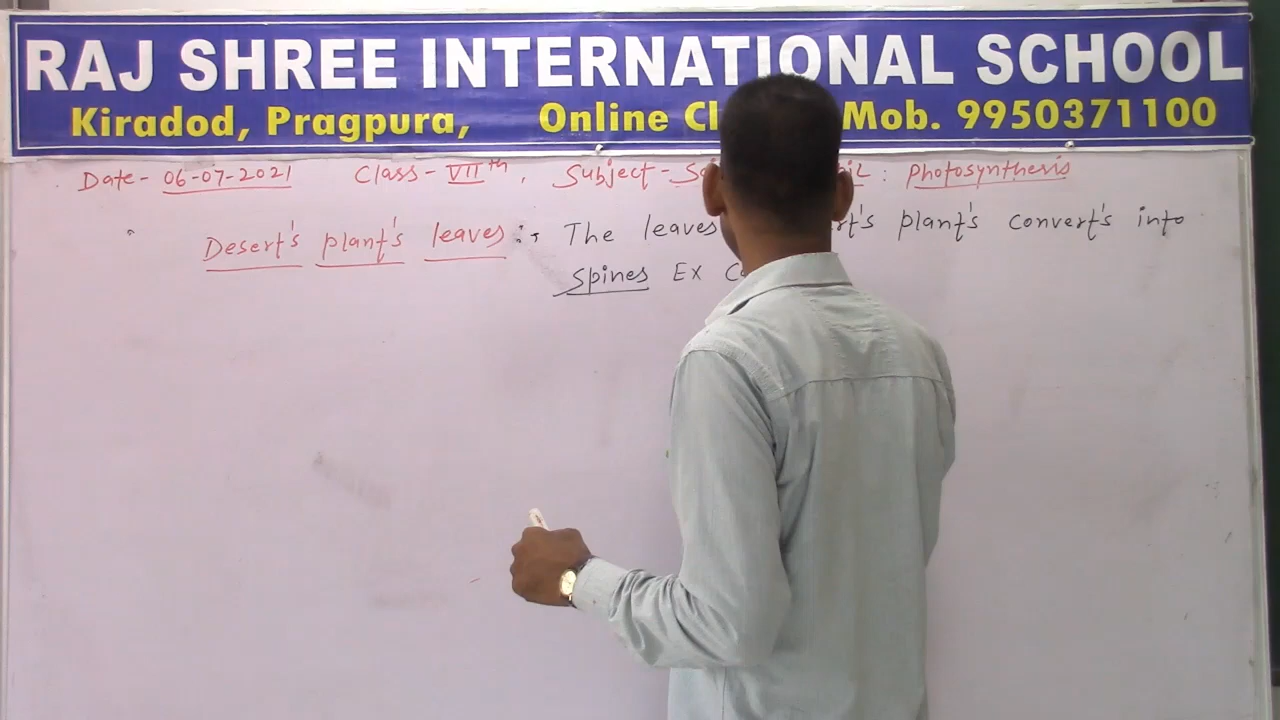 RAJ SHREE INTERNATIONAL SCHOOL
Kiradod, Pragpura, Online Mob. 9950371100
Date- 06-07-2021 Class- VIIth, Subject- : Photosynthesis
Desert's plant's leaves :- The leaves plant's convert's into
Spines Ex